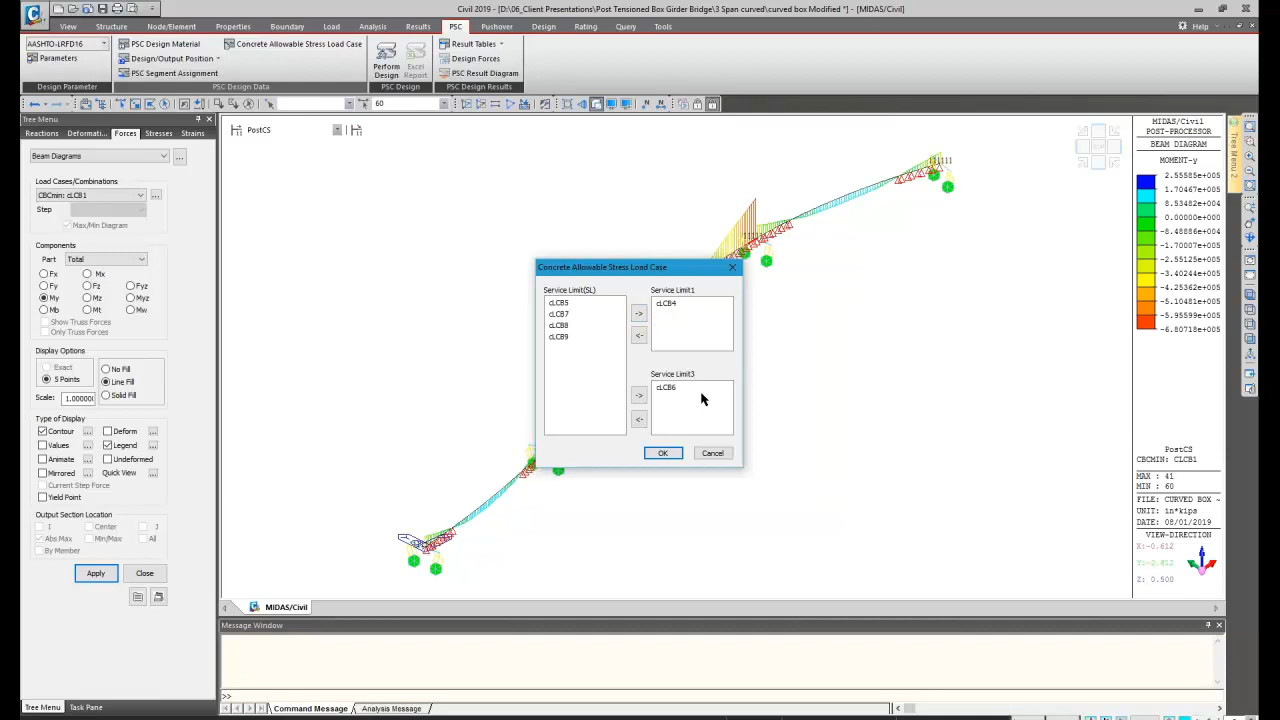 Civil 2019 - [D:\06_Client Presentations\Post Tensioned Box Girder Bridge\3 Span curved\curved box Modified *] - [MIDAS/Civil]
View Structure Node/Element Properties Boundary Load Analysis Results PSC Pushover Design Rating Query Tools Help
AASHTO-LRFD16 PSC Design Material Concrete Allowable Stress Load Case Result Tables
Parameters Design/Output Position Perform Design Excel Report Design Forces
PSC Segment Assignment PSC Result Diagram
Design Parameter PSC Design Data PSC Design PSC Design Results
60
Tree Menu
Reactions Deformati... Forces Stresses Strains
PostCS
Beam Diagrams ...
Load Cases/Combinations
CBCmin: cLCB1 ...
Step
Max/Min Diagram
Components
Part Total
Fx Mx
Fy My Fyz
My Mz Myz
Mb Mt Mw
Show Truss Forces
Only Truss Forces
Display Options
Exact No Fill
5 Points Line Fill
Scale: 1.00000 Solid Fill
Type of Display
Contour ... Deform ...
Values ... Legend ...
Animate ... Undeformed
Mirrored ... Quick View ...
Current Step Force
Yield Point
Output Section Location
I Center J
Abs Max Min/Max All
By Member
Apply Close
Concrete Allowable Stress Load Case
Service Limit(SL) Service Limit1
cLCB5
cLCB7
cLCB8
cLCB9
-> <-
cLCB4
Service Limit3
cLCB6
-> <-
OK Cancel
MIDAS/Civil
POST-PROCESSOR
BEAM DIAGRAM
MOMENT-y
2.55585e+005
1.70467e+005
8.53482e+004
0.00000e+000
-8.48886e+004
-1.70007e+005
-2.55125e+005
-3.40244e+005
-4.25362e+005
-5.10481e+005
-5.95599e+005
-6.80718e+005
PostCS
CBCMIN: CLCB1
MAX : 41
MIN : 60
FILE: CURVED BOX ~
UNIT: in*kips
DATE: 08/01/2019
VIEW-DIRECTION
X:-0.612
Y:-0.612
Z: 0.500
Tree Menu 2
MIDAS/Civil
Message Window
>>
Tree Menu Task Pane Command Message Analysis Message